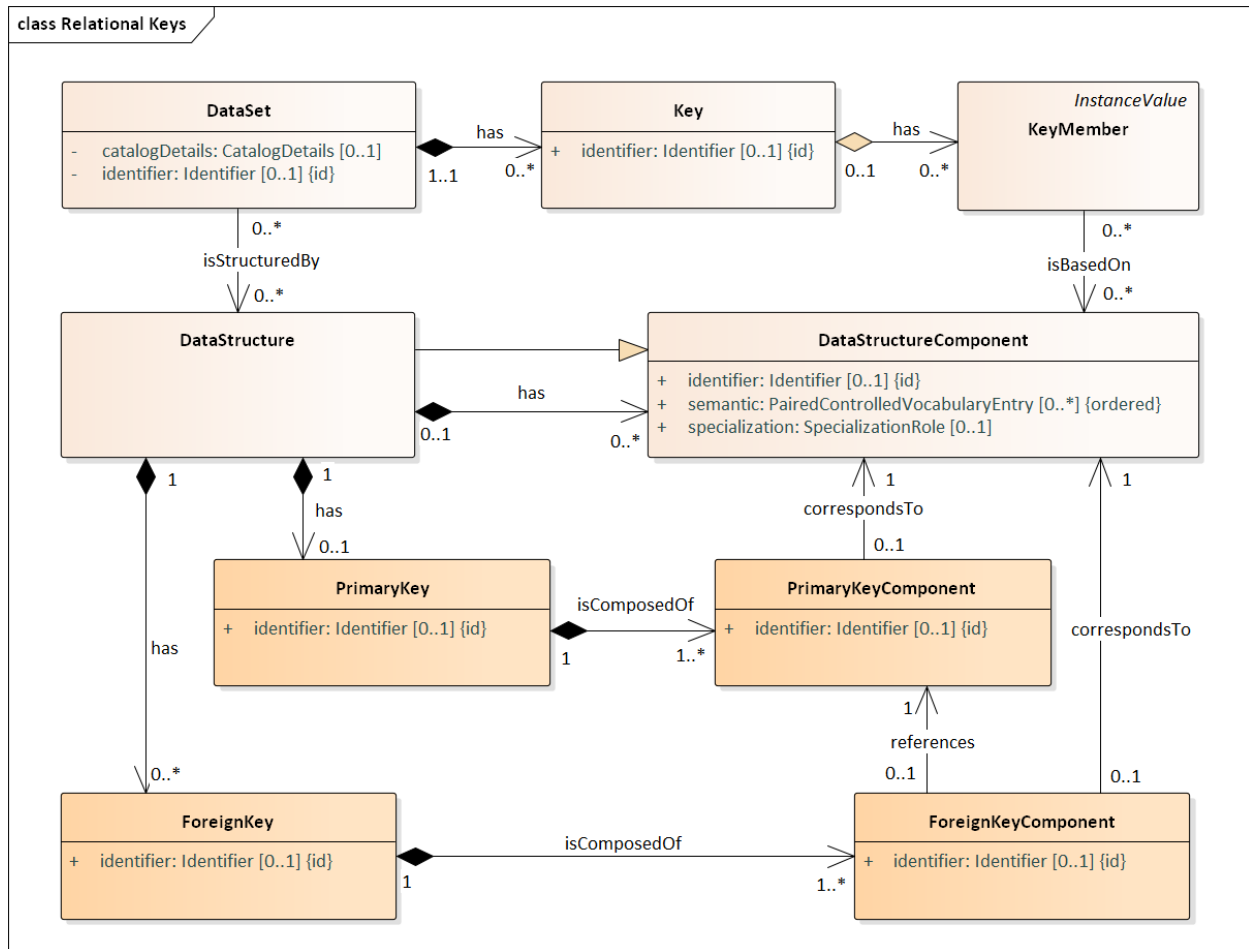 class Relational Keys
DataSet
- catalogDetails: CatalogDetails [0..1]
- identifier: Identifier [0..1] {id}
has
1..1
0..*
Key
+ identifier: Identifier [0..1] {id}
has
0..1
0..*
InstanceValue
KeyMember
0..*
isStructuredBy
0..*
0..*
isBasedOn
0..*
DataStructure
DataStructureComponent
+ identifier: Identifier [0..1] {id}
+ semantic: PairedControlledVocabularyEntry [0..*] {ordered}
+ specialization: SpecializationRole [0..1]
has
0..1
0..*
1
1
has
0..1
1
correspondsTo
0..1
1
PrimaryKey
+ identifier: Identifier [0..1] {id}
isComposedOf
1
1..*
PrimaryKeyComponent
+ identifier: Identifier [0..1] {id}
correspondsTo
has
1
references
0..1
0..1
0..*
ForeignKey
+ identifier: Identifier [0..1] {id}
isComposedOf
1
1..*
ForeignKeyComponent
+ identifier: Identifier [0..1] {id}